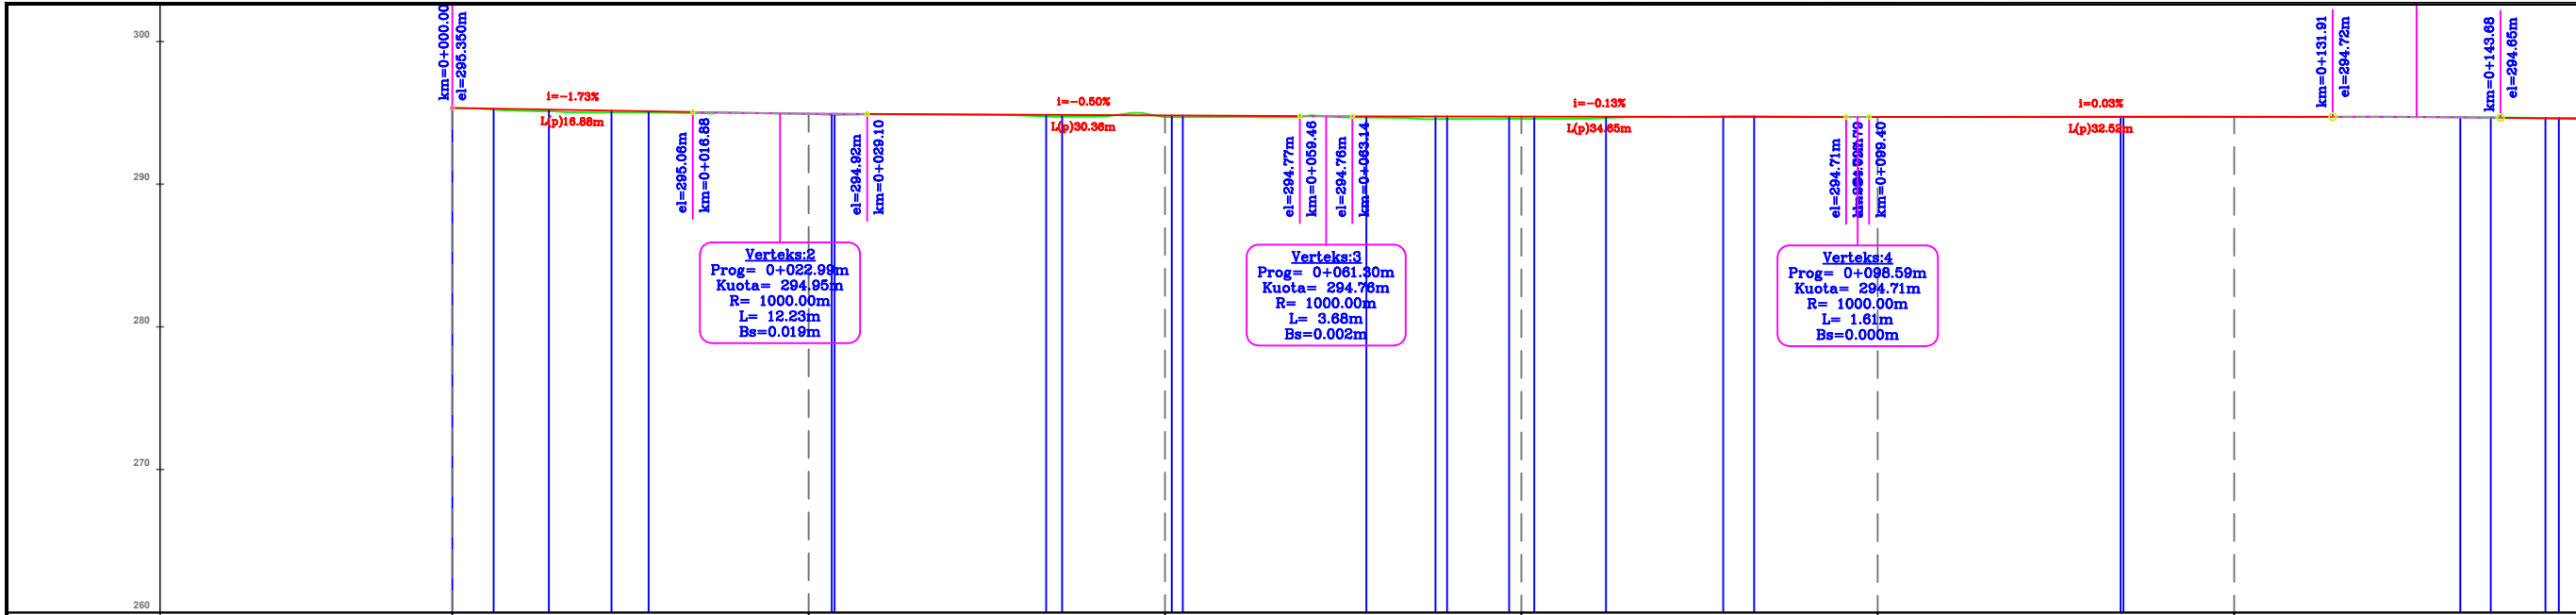 300
290
280
270
260
km=0+000.00
el=295.350m
i=-1.73%
L(p)16.88m
el=295.06m
km=0+016.88
el=294.92m
km=0+029.10
Verteks:2
Prog= 0+022.99m
Kuota= 294.95m
R= 1000.00m
L= 12.23m
Bs=0.019m
i=-0.50%
L(p)30.36m
el=294.77m
km=0+059.46
el=294.76m
km=0+063.14
Verteks:3
Prog= 0+061.30m
Kuota= 294.76m
R= 1000.00m
L= 3.68m
Bs=0.002m
i=-0.13%
L(p)34.65m
el=294.71m
km=0+099.40
Verteks:4
Prog= 0+098.59m
Kuota= 294.71m
R= 1000.00m
L= 1.61m
Bs=0.000m
i=0.03%
L(p)32.52m
km=0+131.91
el=294.72m
km=0+143.68
el=294.65m